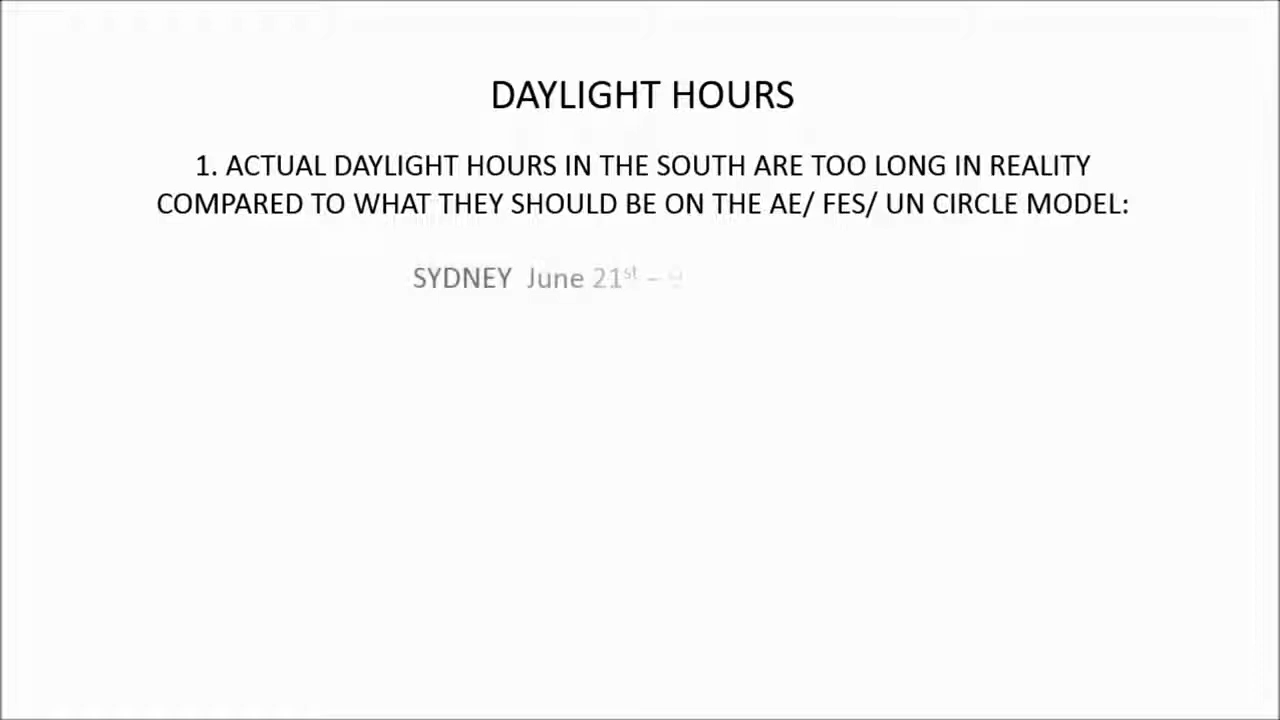 DAYLIGHT HOURS
1. ACTUAL DAYLIGHT HOURS IN THE SOUTH ARE TOO LONG IN REALITY
COMPARED TO WHAT THEY SHOULD BE ON THE AE/ FES/ UN CIRCLE MODEL:
SYDNEY June 21st – 9